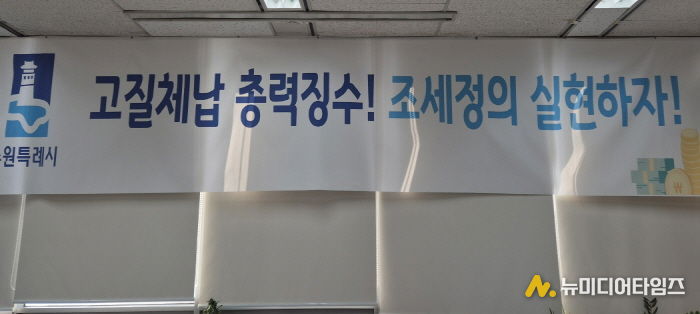 고질체납 총력징수! 조세정의 실현하자!
원특례시
₩
뉴미디어타임즈